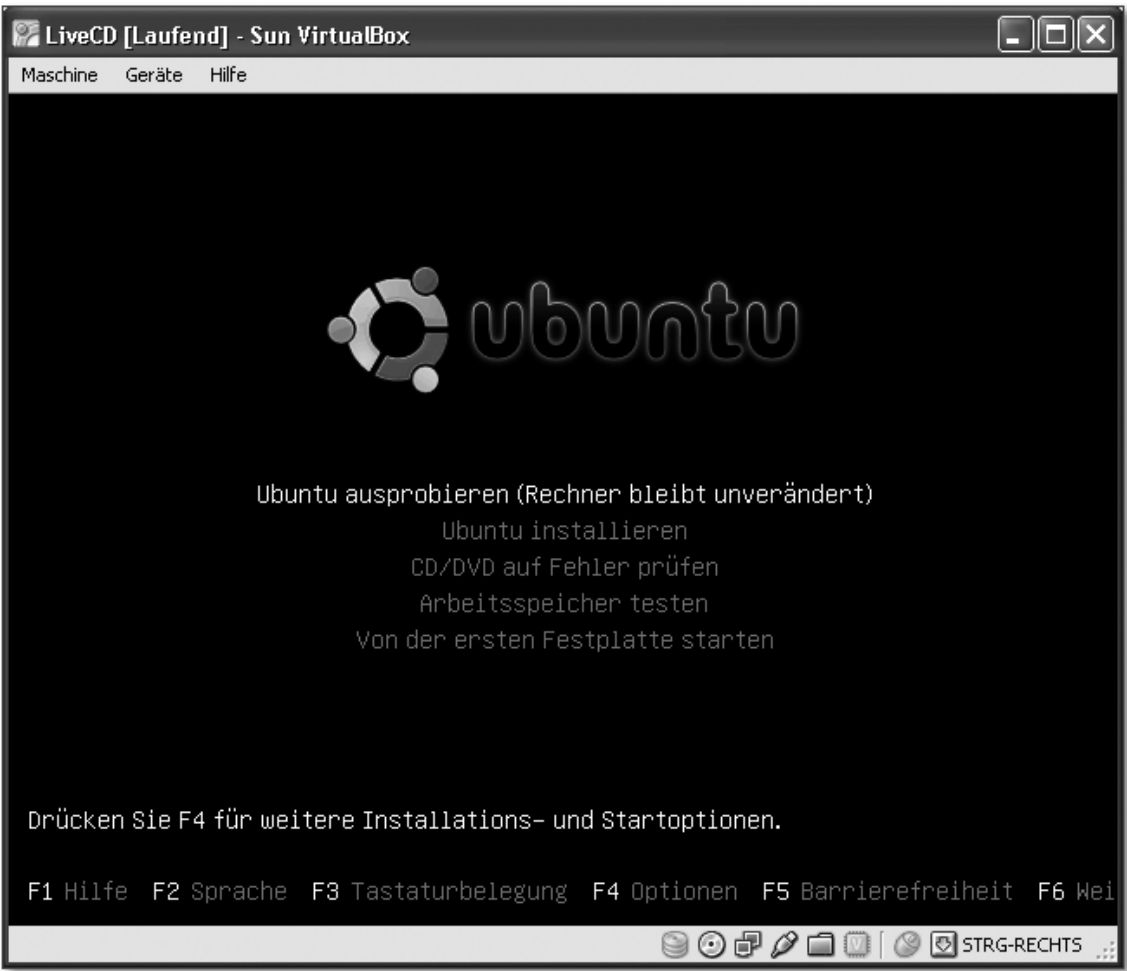 LiveCD [Laufend] - Sun VirtualBox
Maschine Geräte Hilfe
ubuntu
Ubuntu ausprobieren (Rechner bleibt unverändert)
Ubuntu installieren
CD/DVD auf Fehler prüfen
Arbeitsspeicher testen
Von der ersten Festplatte starten
Drücken Sie F4 für weitere Installations- und Startoptionen.
F1 Hilfe F2 Sprache F3 Tastaturbelegung F4 Optionen F5 Barrierefreiheit F6 Wei
STRG-RECHTS